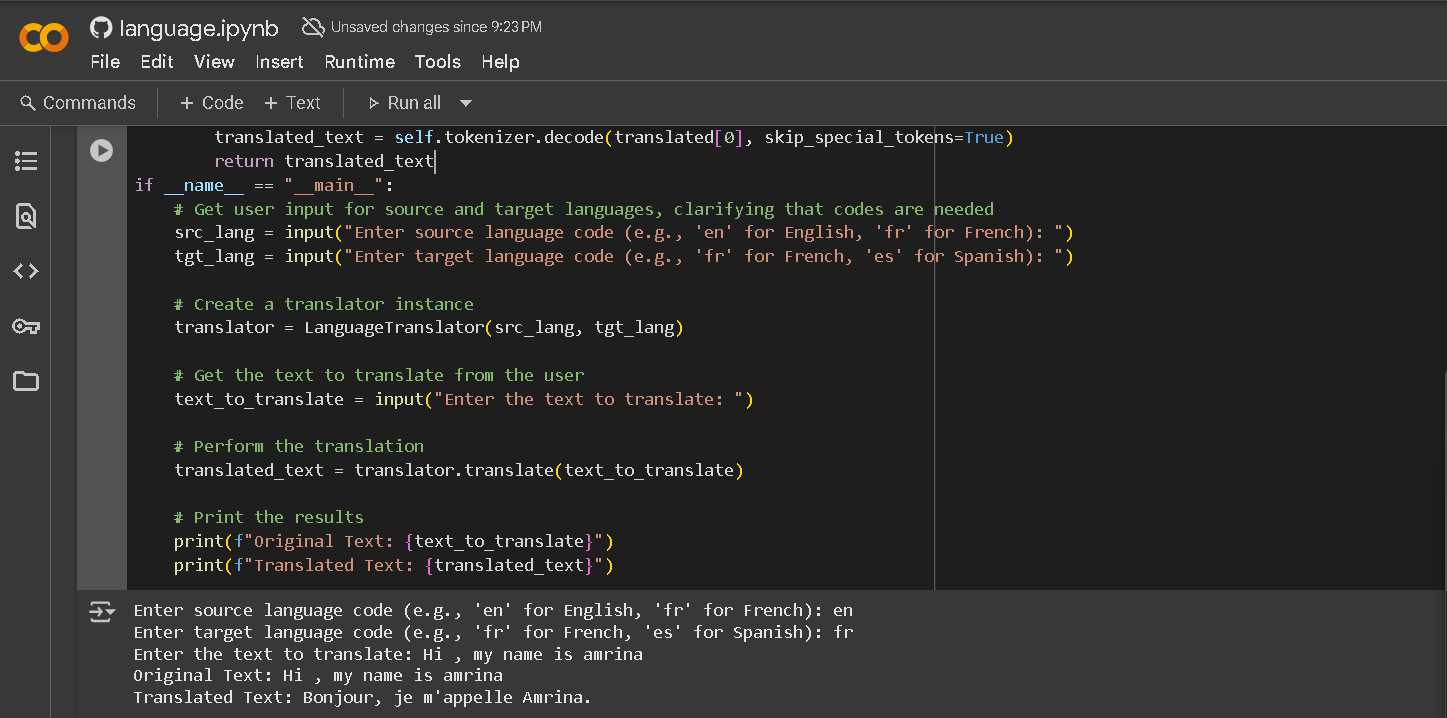 language.ipynb Unsaved changes since 9:23 PM
File Edit View Insert Runtime Tools Help
Commands + Code + Text Run all
        translated_text = self.tokenizer.decode(translated[0], skip_special_tokens=True)
        return translated_text
if __name__ == "__main__":
    # Get user input for source and target languages, clarifying that codes are needed
    src_lang = input("Enter source language code (e.g., 'en' for English, 'fr' for French): ")
    tgt_lang = input("Enter target language code (e.g., 'fr' for French, 'es' for Spanish): ")
    # Create a translator instance
    translator = LanguageTranslator(src_lang, tgt_lang)
    # Get the text to translate from the user
    text_to_translate = input("Enter the text to translate: ")
    # Perform the translation
    translated_text = translator.translate(text_to_translate)
    # Print the results
    print(f"Original Text: {text_to_translate}")
    print(f"Translated Text: {translated_text}")
Enter source language code (e.g., 'en' for English, 'fr' for French): en
Enter target language code (e.g., 'fr' for French, 'es' for Spanish): fr
Enter the text to translate: Hi , my name is amrina
Original Text: Hi , my name is amrina
Translated Text: Bonjour, je m'appelle Amrina.